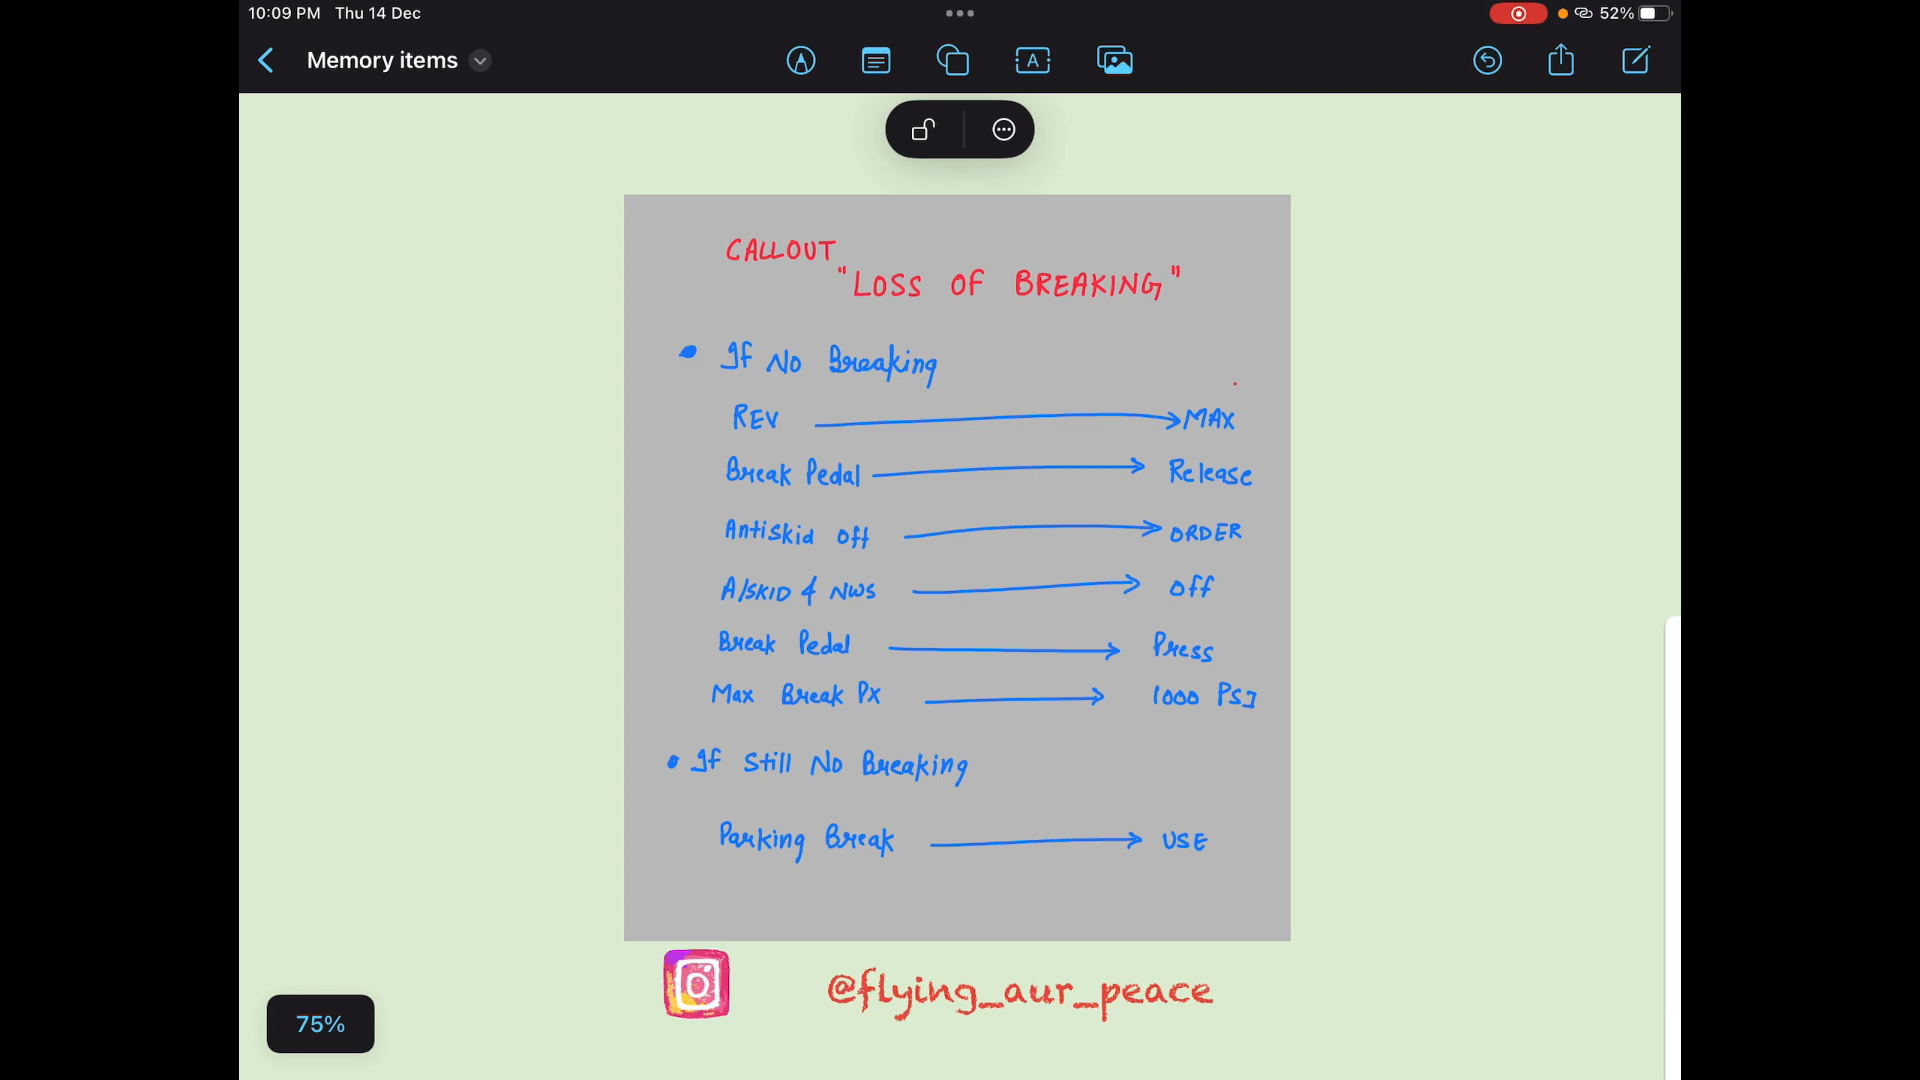 10:09 PM Thu 14 Dec
52%
Memory items
A
CALLOUT
"LOSS OF BREAKING"
If No Breaking
REV MAX
Break Pedal Release
Antiskid off ORDER
A/SKID & NWS off
Break Pedal Press
Max Break Px 1000 PSI
If Still No Breaking
Parking Break USE
@flying_aur_peace
75%